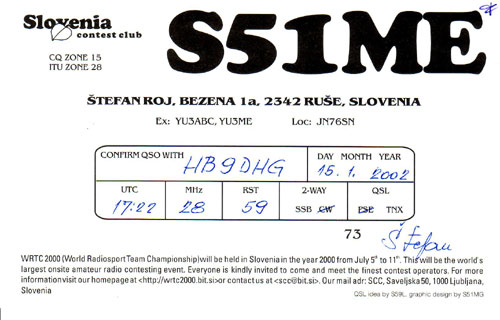 Slovenia
contest club
CQ ZONE 15
ITU ZONE 28
S51ME
ŠTEFAN ROJ, BEZENA 1a, 2342 RUŠE, SLOVENIA
Ex: YU3ABC, YU3ME Loc: JN76SN
CONFIRM QSO WITH HB9DHG DAY MONTH YEAR
15. 1. 2002
UTC MHz RST 2-WAY QSL
17:22 28 59 SSB CW PSE TNX
73 Štefan
WRTC 2000 (World Radiosport Team Championship) will be held in Slovenia in the year 2000 from July 5th to 11th. This will be the world's
largest onsite amateur radio contesting event. Everyone is kindly invited to come and meet the finest contest operators. For more
information visit our homepage at <http://wrtc2000.bit.si> or contact us at <scc@bit.si>. Our mail adr: SCC, Saveljska 50, 1000 Ljubljana,
Slovenia
QSL idea by S59L, graphic design by S51MG